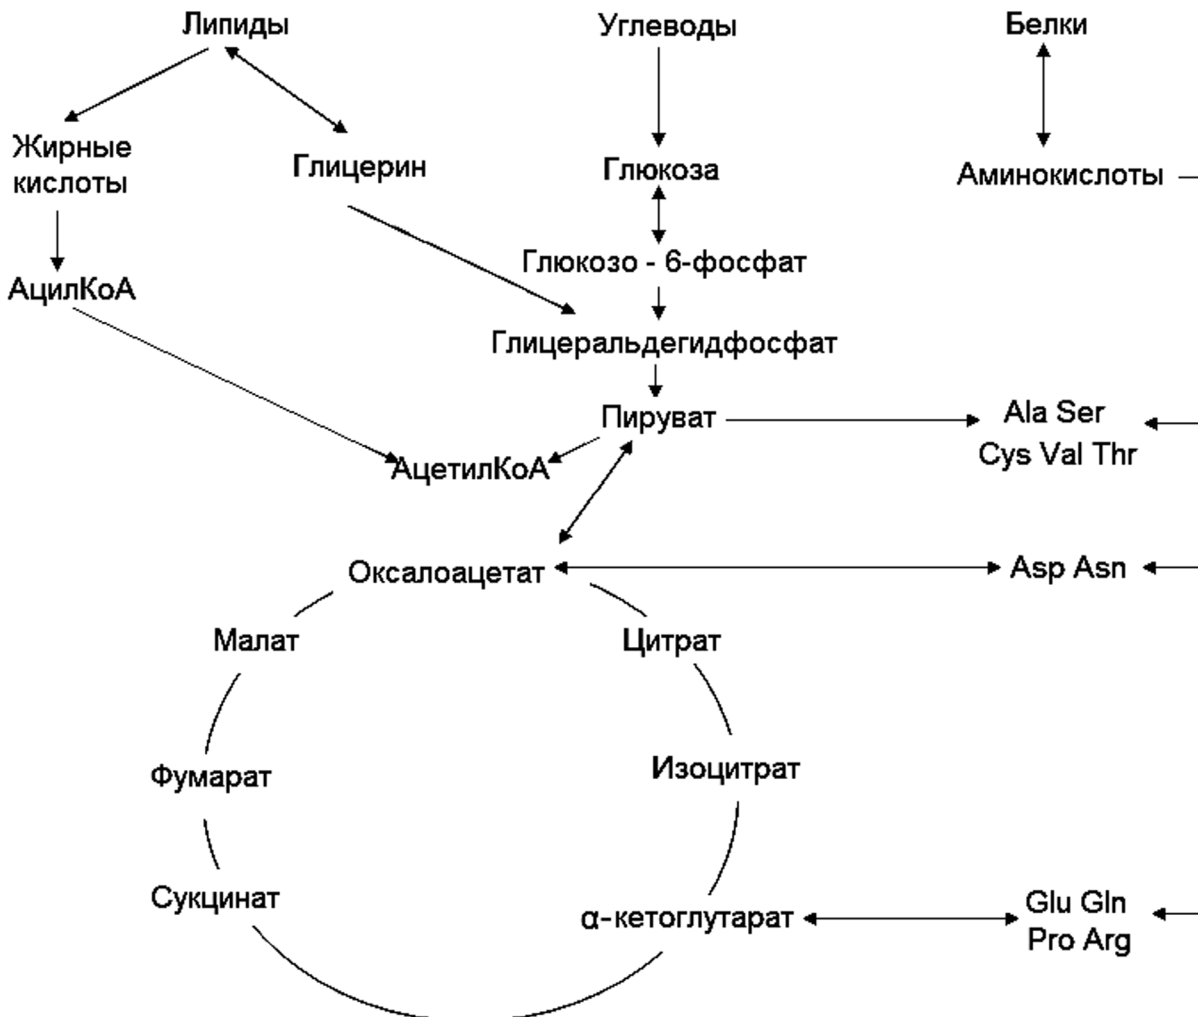 Липиды
Углеводы
Белки
Жирные
кислоты
Глицерин
Глюкоза
Аминокислоты
Глюкозо - 6-фосфат
АцилКоА
Глицеральдегидфосфат
Пируват
Ala Ser
Cys Val Thr
АцетилКоА
Оксалоацетат
Asp Asn
Малат
Цитрат
Фумарат
Изоцитрат
Сукцинат
α-кетоглутарат
Glu Gln
Pro Arg